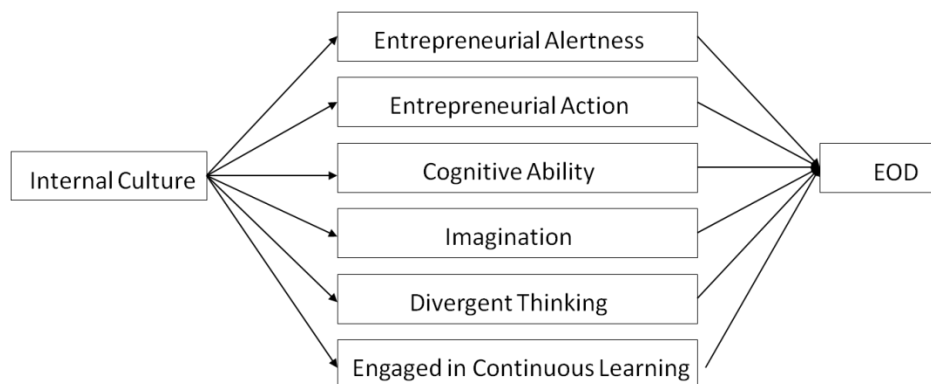 Entrepreneurial Alertness
Entrepreneurial Action
Internal Culture
Cognitive Ability
EOD
Imagination
Divergent Thinking
Engaged in Continuous Learning